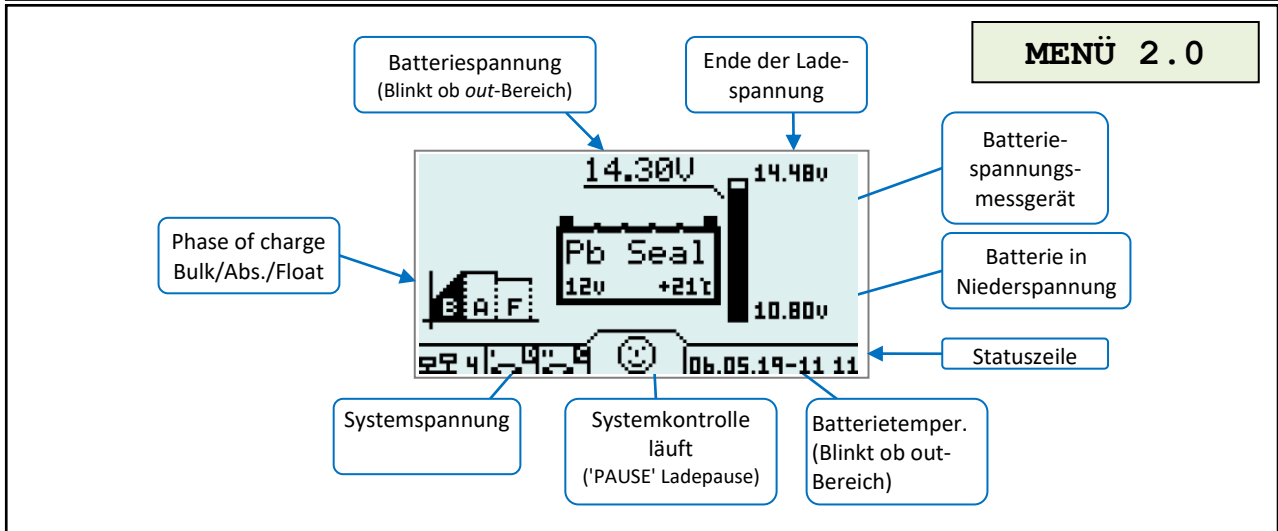 MENÜ 2.0
Batteriespannung
(Blinkt ob out-Bereich)
Ende der Lade-
spannung
Batterie-
spannungs-
messgerät
Phase of charge
Bulk/Abs./Float
Batterie in
Niederspannung
14.30V
14.48v
Pb Seal
12v +21℃
10.80v
B A F
4
06.05.19-11 11
Statuszeile
Systemspannung
Systemkontrolle
läuft
('PAUSE' Ladepause)
Batterietemper.
(Blinkt ob out-
Bereich)